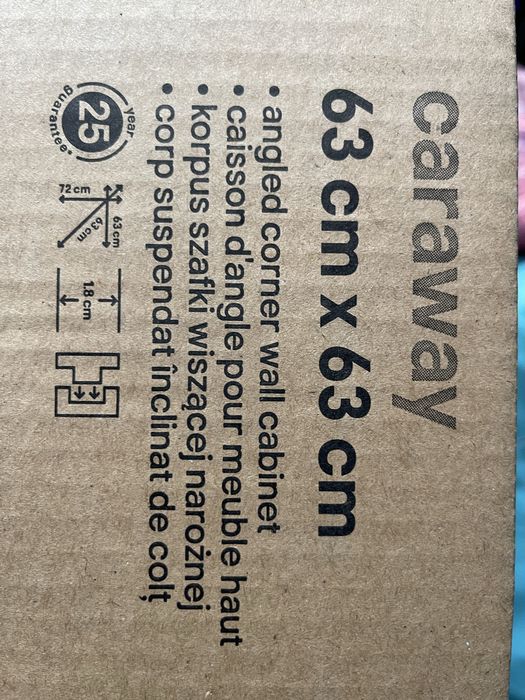 caraway
63 cm x 63 cm
• angled corner wall cabinet
• caisson d'angle pour meuble haut
• korpus szafki wiszącej narożnej
• corp suspendat înclinat de colț
25
year
guarantee•
72 cm
63 cm
63 cm
1.8 cm